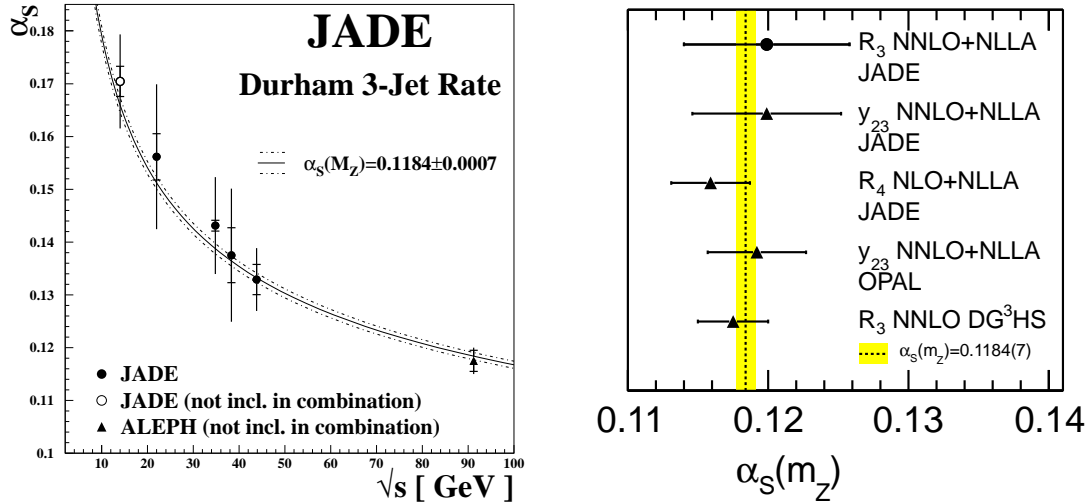 α_S
0.18
0.17
0.16
0.15
0.14
0.13
0.12
0.11
0.1
JADE
Durham 3-Jet Rate
α_S(M_Z)=0.1184±0.0007
JADE
JADE (not incl. in combination)
ALEPH (not incl. in combination)
10 20 30 40 50 60 70 80 90 100
√s [ GeV]
R_3 NNLO+NLLA
JADE
y_23 NNLO+NLLA
JADE
R_4 NLO+NLLA
JADE
y_23 NNLO+NLLA
OPAL
R_3 NNLO DG^3HS
α_S(m_Z)=0.1184(7)
0.11 0.12 0.13 0.14
α_S(m_Z)